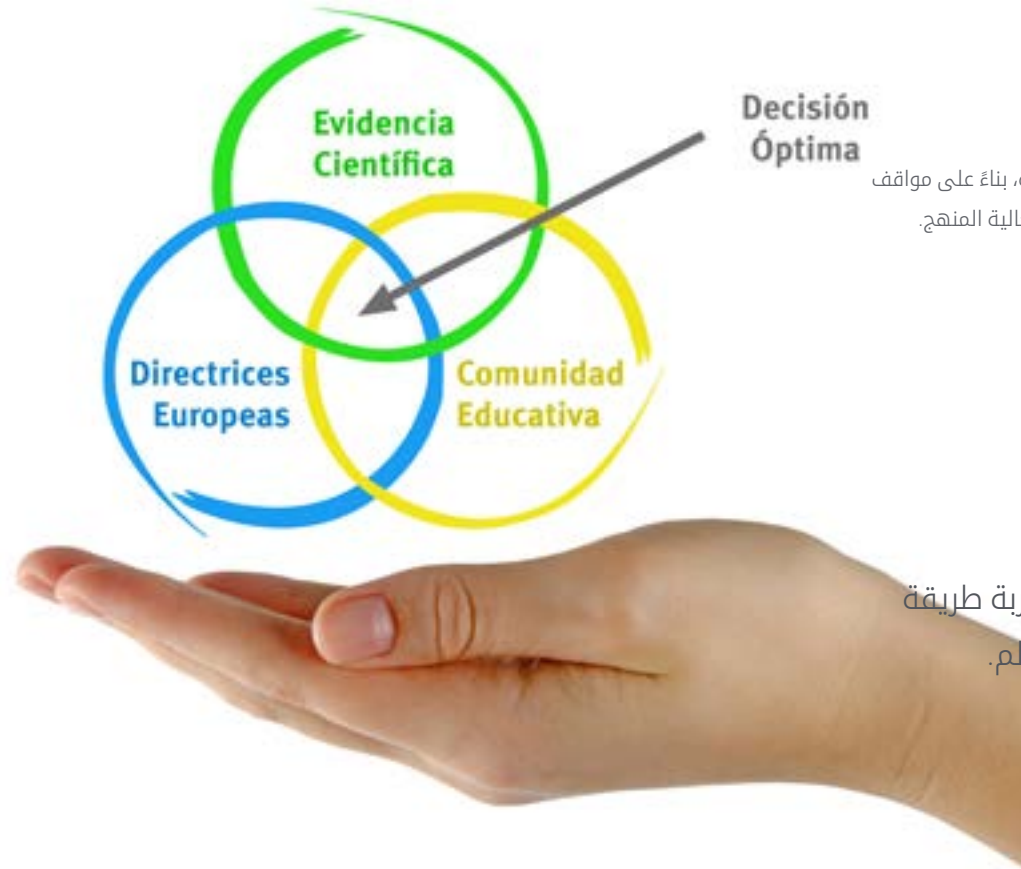 Evidencia
Científica
Decisión
Óptima
بناءً على مواقف
المنهج.
Directrices
Europeas
Comunidad
Educativa
طريقة